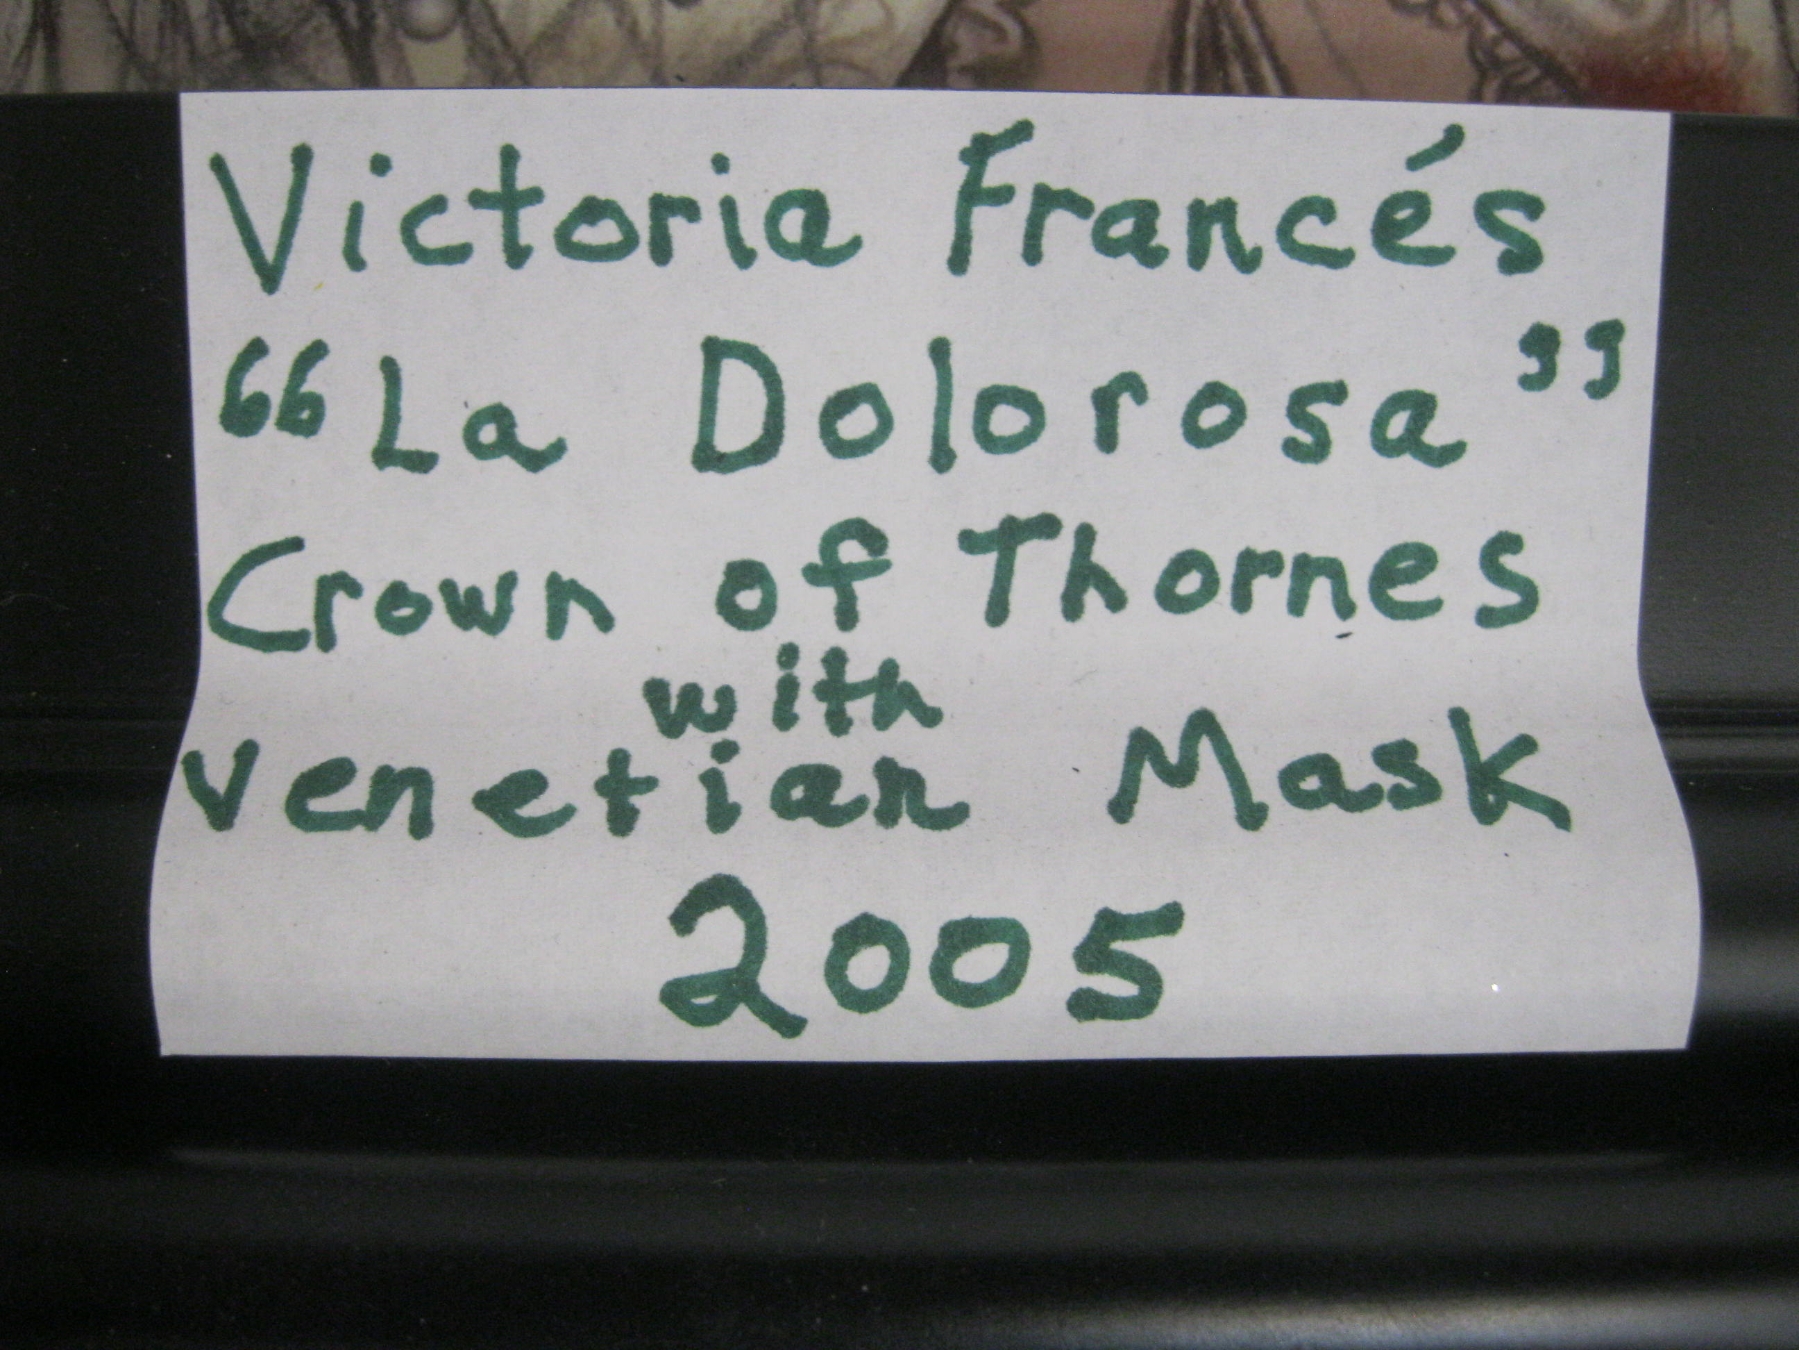 Victoria Francés
“La Dolorosa”
Crown of Thornes
with
Venetian Mask
2005